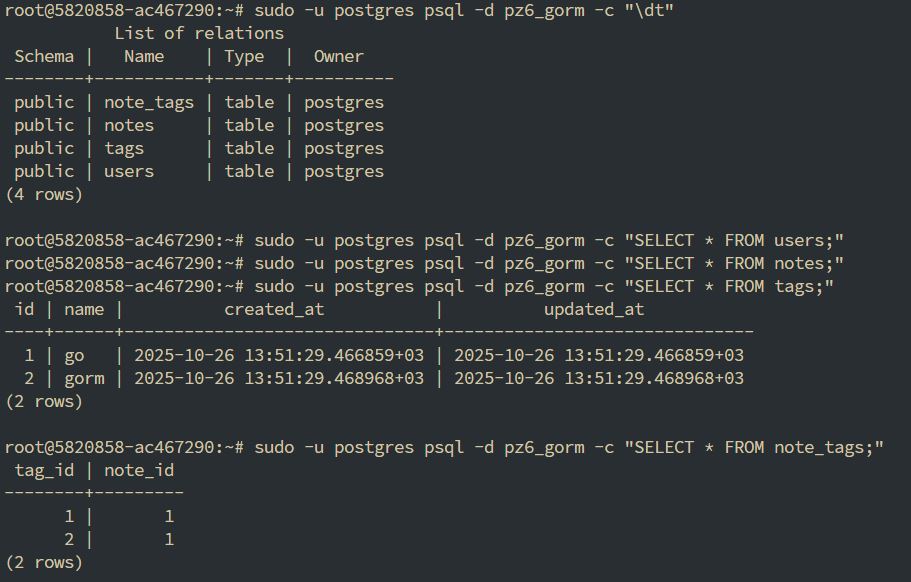 root@5820858-ac467290:~# sudo -u postgres psql -d pz6_gorm -c "\dt"
           List of relations
 Schema |   Name    | Type  |  Owner
--------+-----------+-------+----------
 public | note_tags | table | postgres
 public | notes     | table | postgres
 public | tags      | table | postgres
 public | users     | table | postgres
(4 rows)

root@5820858-ac467290:~# sudo -u postgres psql -d pz6_gorm -c "SELECT * FROM users;"
root@5820858-ac467290:~# sudo -u postgres psql -d pz6_gorm -c "SELECT * FROM notes;"
root@5820858-ac467290:~# sudo -u postgres psql -d pz6_gorm -c "SELECT * FROM tags;"
 id | name |          created_at           |          updated_at
----+------+-------------------------------+-------------------------------
  1 | go   | 2025-10-26 13:51:29.466859+03 | 2025-10-26 13:51:29.466859+03
  2 | gorm | 2025-10-26 13:51:29.468968+03 | 2025-10-26 13:51:29.468968+03
(2 rows)

root@5820858-ac467290:~# sudo -u postgres psql -d pz6_gorm -c "SELECT * FROM note_tags;"
 tag_id | note_id
--------+---------
      1 |       1
      2 |       1
(2 rows)